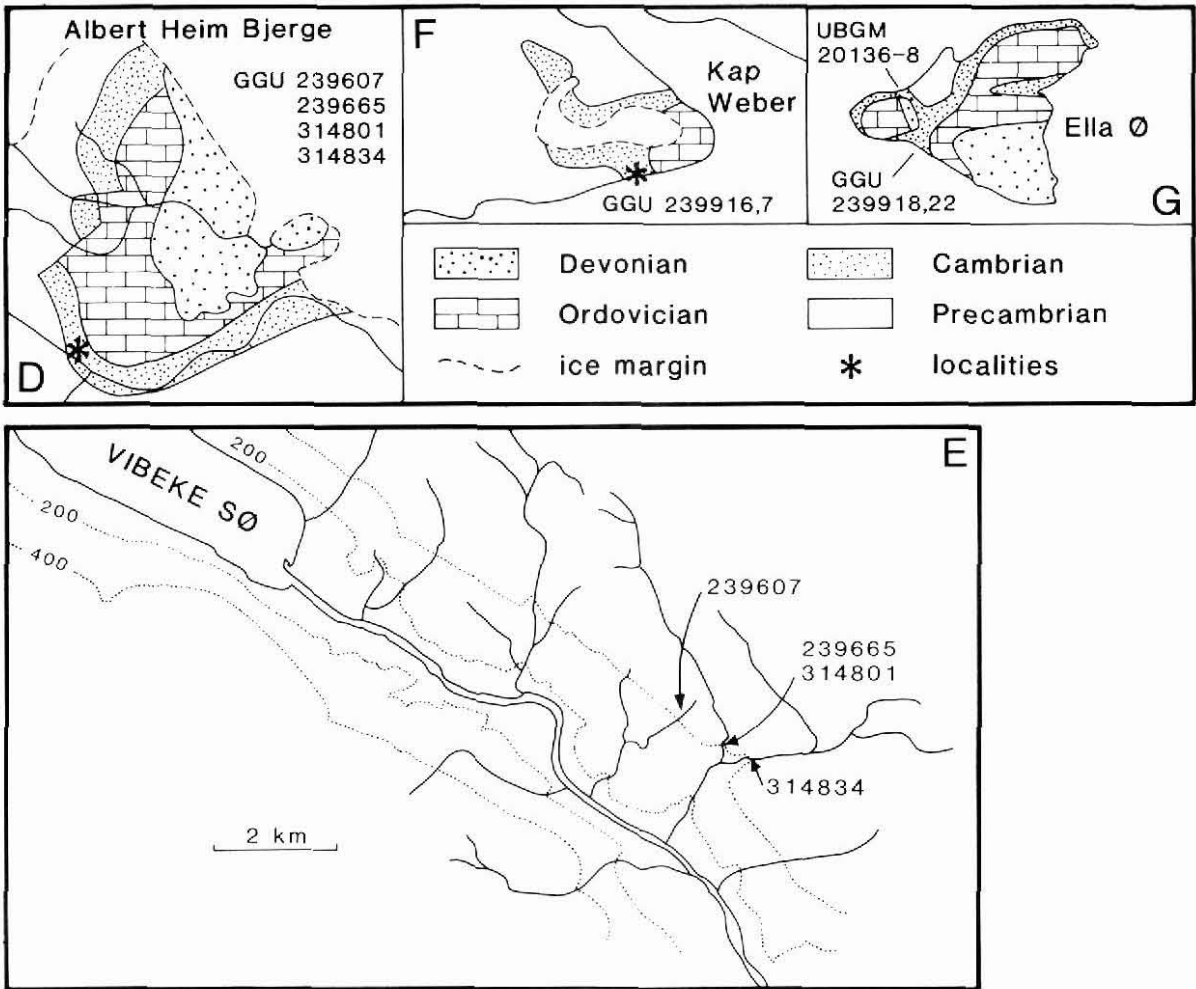 Albert Heim Bjerge
GGU 239607
239665
314801
314834
D
F
Kap
Weber
GGU 239916,7
UBGM
20136-8
Ella Ø
GGU
239918,22
G
Devonian
Cambrian
Ordovician
Precambrian
ice margin
localities
E
VIBEKE SØ
200
200
400
239607
239665
314801
314834
2 km